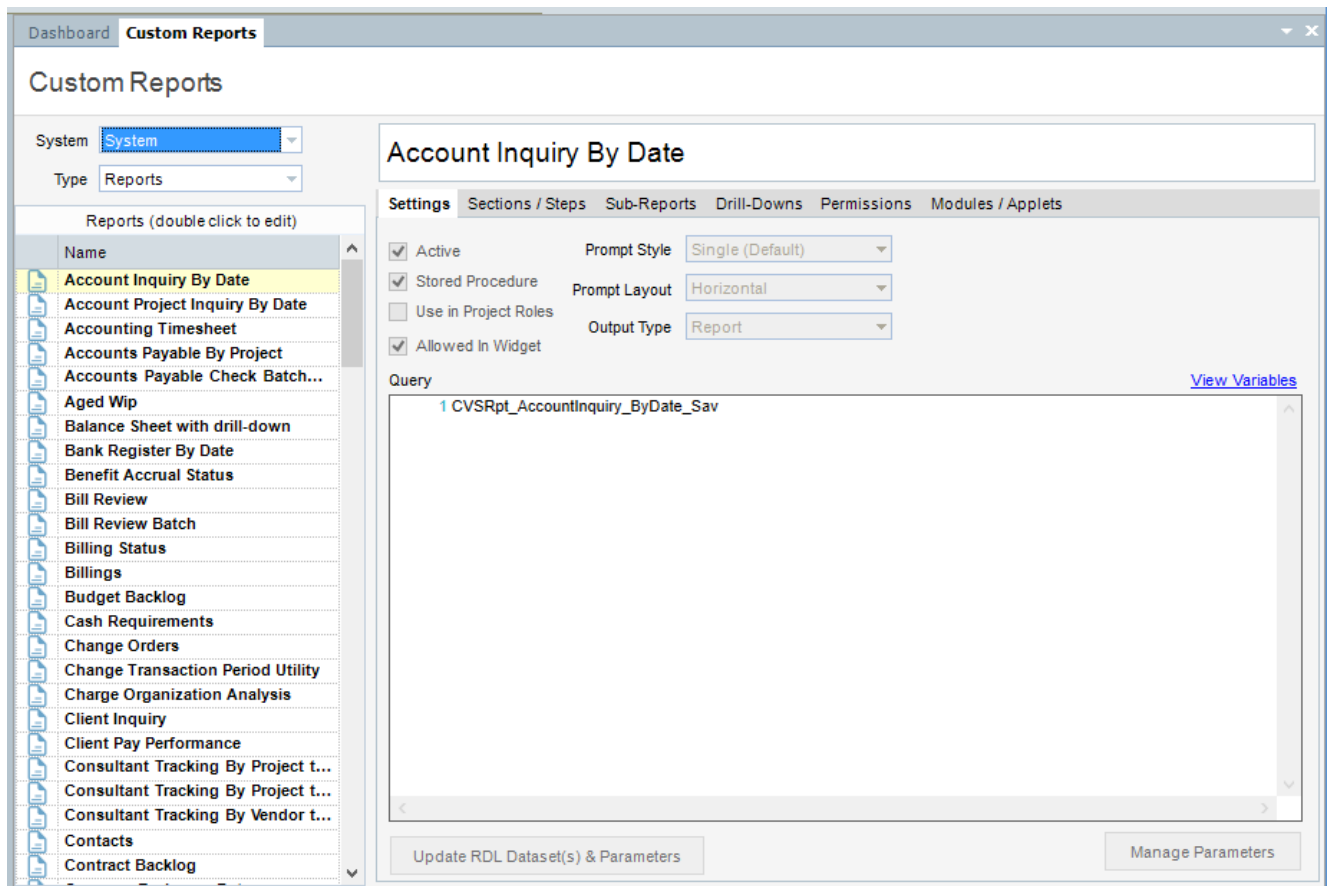 Dashboard Custom Reports
Custom Reports
System System
Type Reports
Reports (double click to edit)
Name
Account Inquiry By Date
Account Project Inquiry By Date
Accounting Timesheet
Accounts Payable By Project
Accounts Payable Check Batch...
Aged Wip
Balance Sheet with drill-down
Bank Register By Date
Benefit Accrual Status
Bill Review
Bill Review Batch
Billing Status
Billings
Budget Backlog
Cash Requirements
Change Orders
Change Transaction Period Utility
Charge Organization Analysis
Client Inquiry
Client Pay Performance
Consultant Tracking By Project t...
Consultant Tracking By Project t...
Consultant Tracking By Vendor t...
Contacts
Contract Backlog
Account Inquiry By Date
Settings Sections / Steps Sub-Reports Drill-Downs Permissions Modules / Applets
Active
Stored Procedure
Use in Project Roles
Allowed In Widget
Prompt Style Single (Default)
Prompt Layout Horizontal
Output Type Report
Query View Variables
1 CVSRpt_AccountInquiry_ByDate_Sav
Update RDL Dataset(s) & Parameters Manage Parameters